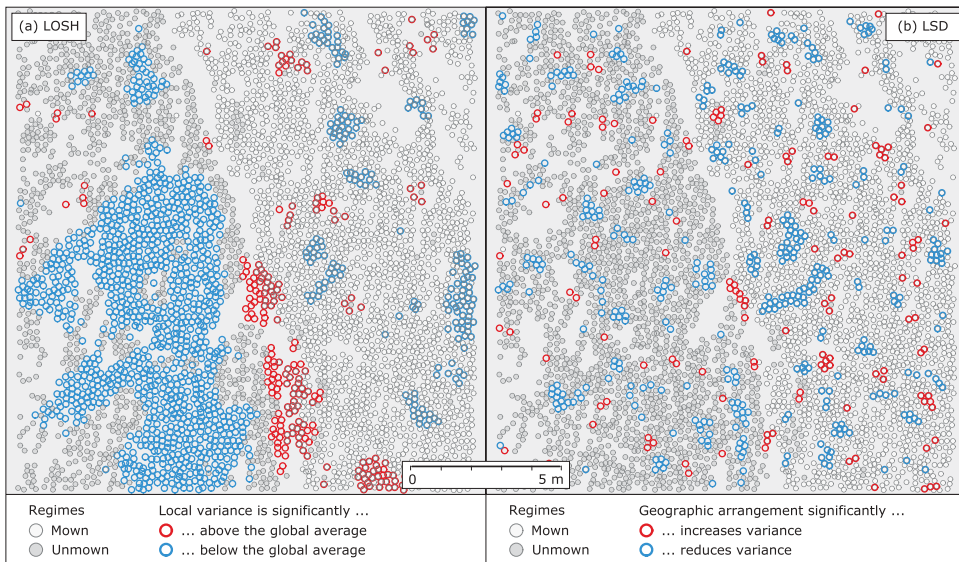 (a) LOSH
(b) LSD
0 5 m
Regimes
Mown
Unmown
Local variance is significantly ...
... above the global average
... below the global average
Regimes
Mown
Unmown
Geographic arrangement significantly ...
... increases variance
... reduces variance